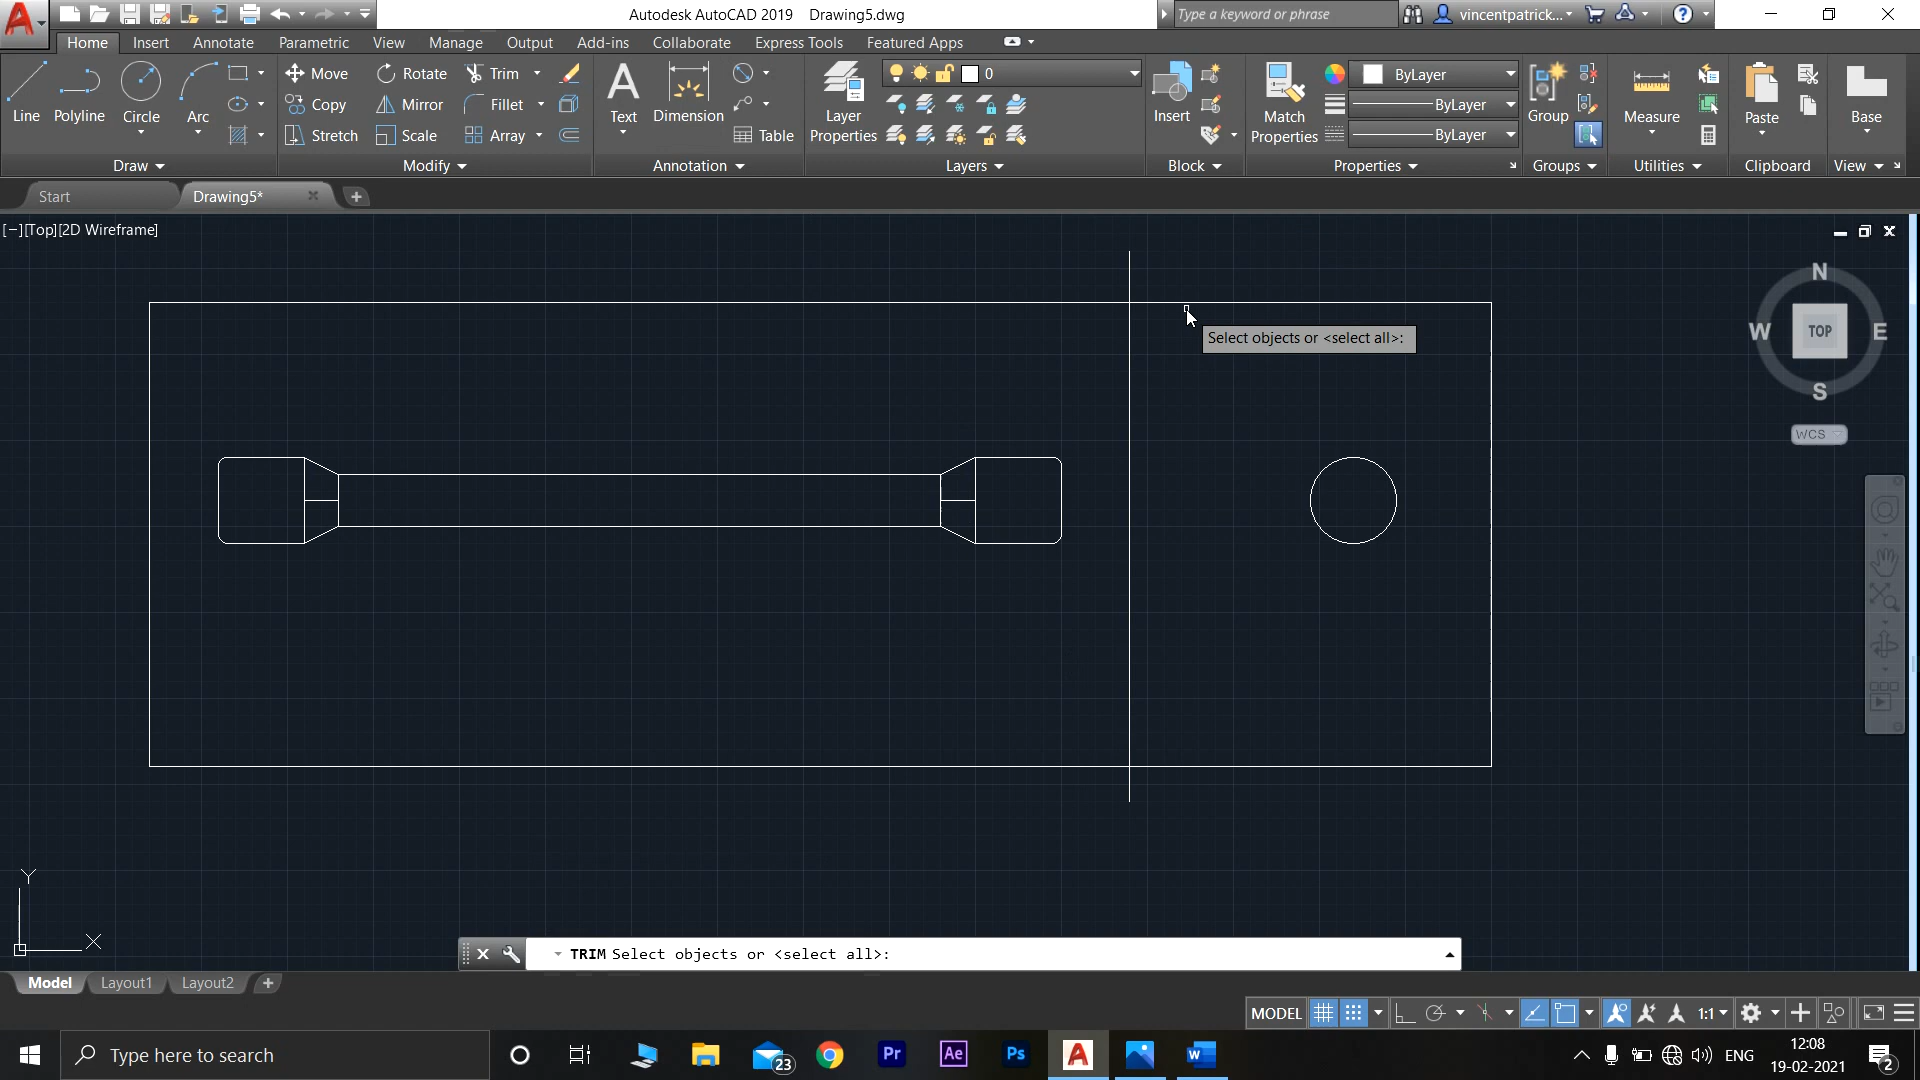 Autodesk AutoCAD 2019 Drawing5.dwg
Type a keyword or phrase
vincentpatrick...
Home Insert Annotate Parametric View Manage Output Add-ins Collaborate Express Tools Featured Apps
Line Polyline Circle Arc
Move Rotate Trim
Copy Mirror Fillet
Stretch Scale Array
Text Dimension Table
Layer Properties
0
Insert
Match Properties
ByLayer
ByLayer
ByLayer
Group
Measure
Paste
Base
Draw Modify Annotation Layers Block Properties Groups Utilities Clipboard View
Start Drawing5* +
[−][Top][2D Wireframe]
N
W TOP E
S
WCS
Select objects or <select all>:
Y
X
TRIM Select objects or <select all>:
Model Layout1 Layout2 +
MODEL 1:1
Type here to search
23 Pr Ae Ps A W
ENG
12:08
19-02-2021
2